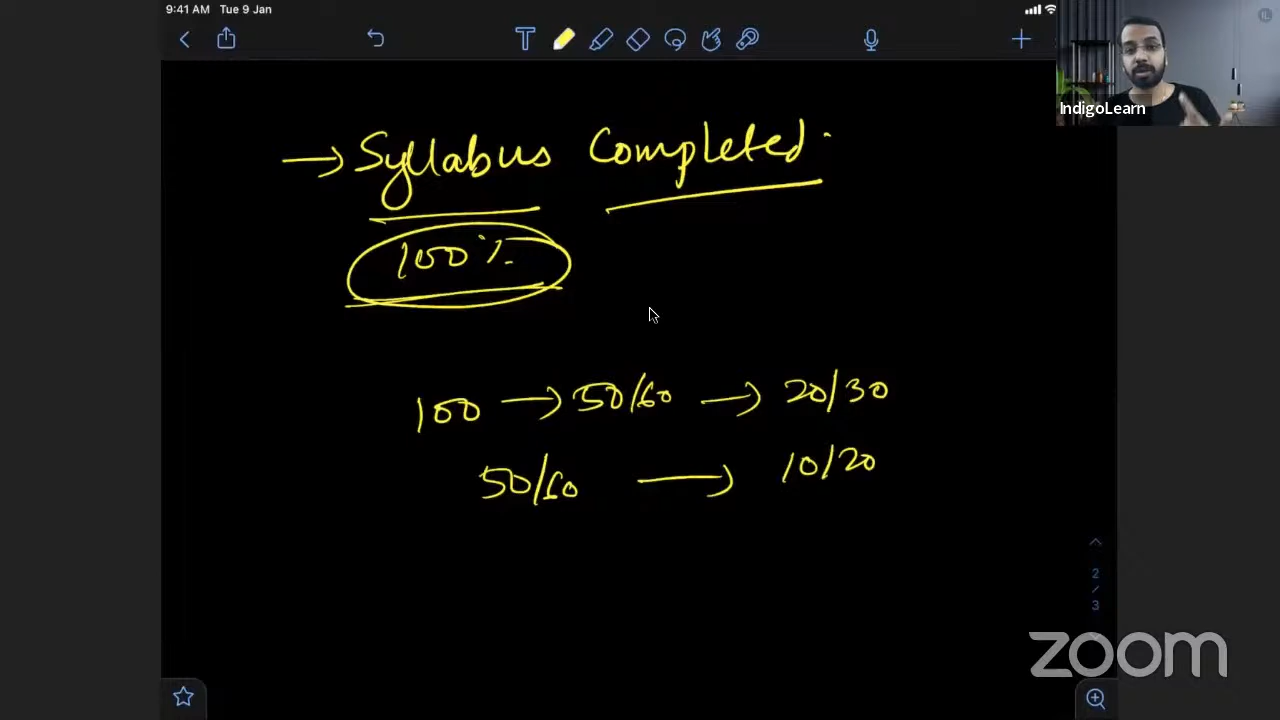 9:41 AM Tue 9 Jan
IndigoLearn
→ Syllabus Completed.
100%
100 → 50/60 → 20/30
50/60 → 10/20
2
/
3
zoom